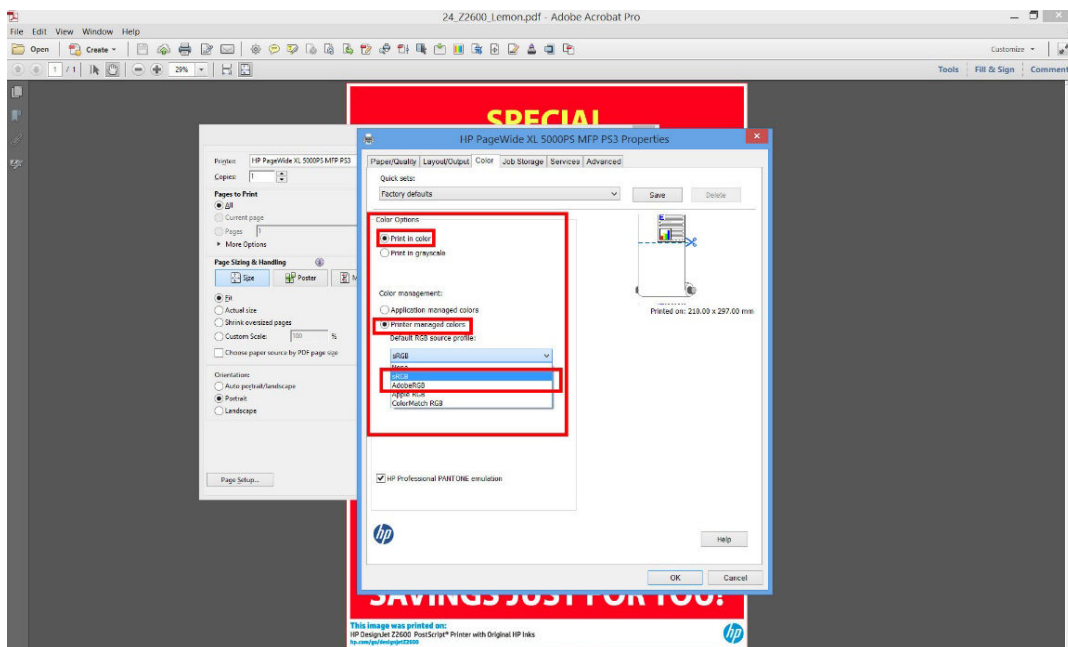 24_Z2600_Lemon.pdf - Adobe Acrobat Pro
File Edit View Window Help
Open Create Customize
1 / 1 29% Tools Fill & Sign Comment
SPECIAL
HP PageWide XL 5000PS MFP PS3 Properties
Printer: HP PageWide XL 5000PS MFP PS3
Copies: 1
Pages to Print
All
Current page
Pages 1
More Options
Page Sizing & Handling
Size Poster M
Fit
Actual size
Shrink oversized pages
Custom Scale: 100 %
Choose paper source by PDF page size
Orientation:
Auto portrait/landscape
Portrait
Landscape
Page Setup...
Paper/Quality Layout/Output Color Job Storage Services Advanced
Quick sets:
Factory defaults Save Delete
Color Options
Print in color
Print in grayscale
Color management:
Application managed colors
Printer managed colors
Default RGB source profile:
sRGB
None
sRGB
AdobeRGB
Apple RGB
ColorMatch RGB
HP Professional PANTONE emulation
Printed on: 210.00 x 297.00 mm
hp
Help
OK Cancel
SAVINGS JUST FOR YOU!
This image was printed on:
HP DesignJet Z2600 PostScript® Printer with Original HP Inks
hp.com/go/designjetZ2600
hp